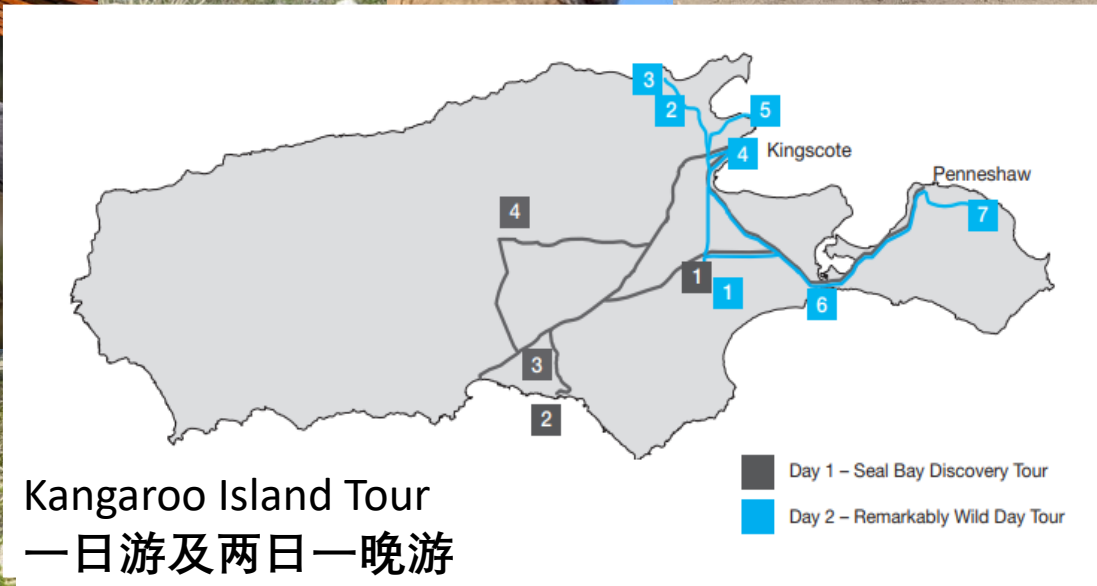 3
2
5
4
Kingscote
Penneshaw
4
7
1
1
6
3
2
Day 1 – Seal Bay Discovery Tour
Day 2 – Remarkably Wild Day Tour
Kangaroo Island Tour
一日游及两日一晚游